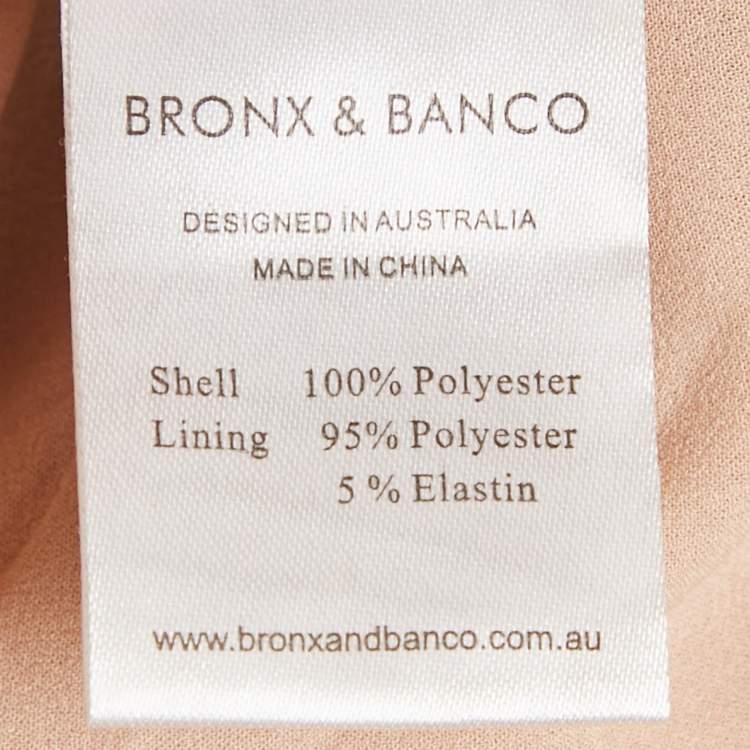 BRONX & BANCO
DESIGNED IN AUSTRALIA
MADE IN CHINA
Shell 100% Polyester
Lining 95% Polyester
5 % Elastin
www.bronxandbanco.com.au